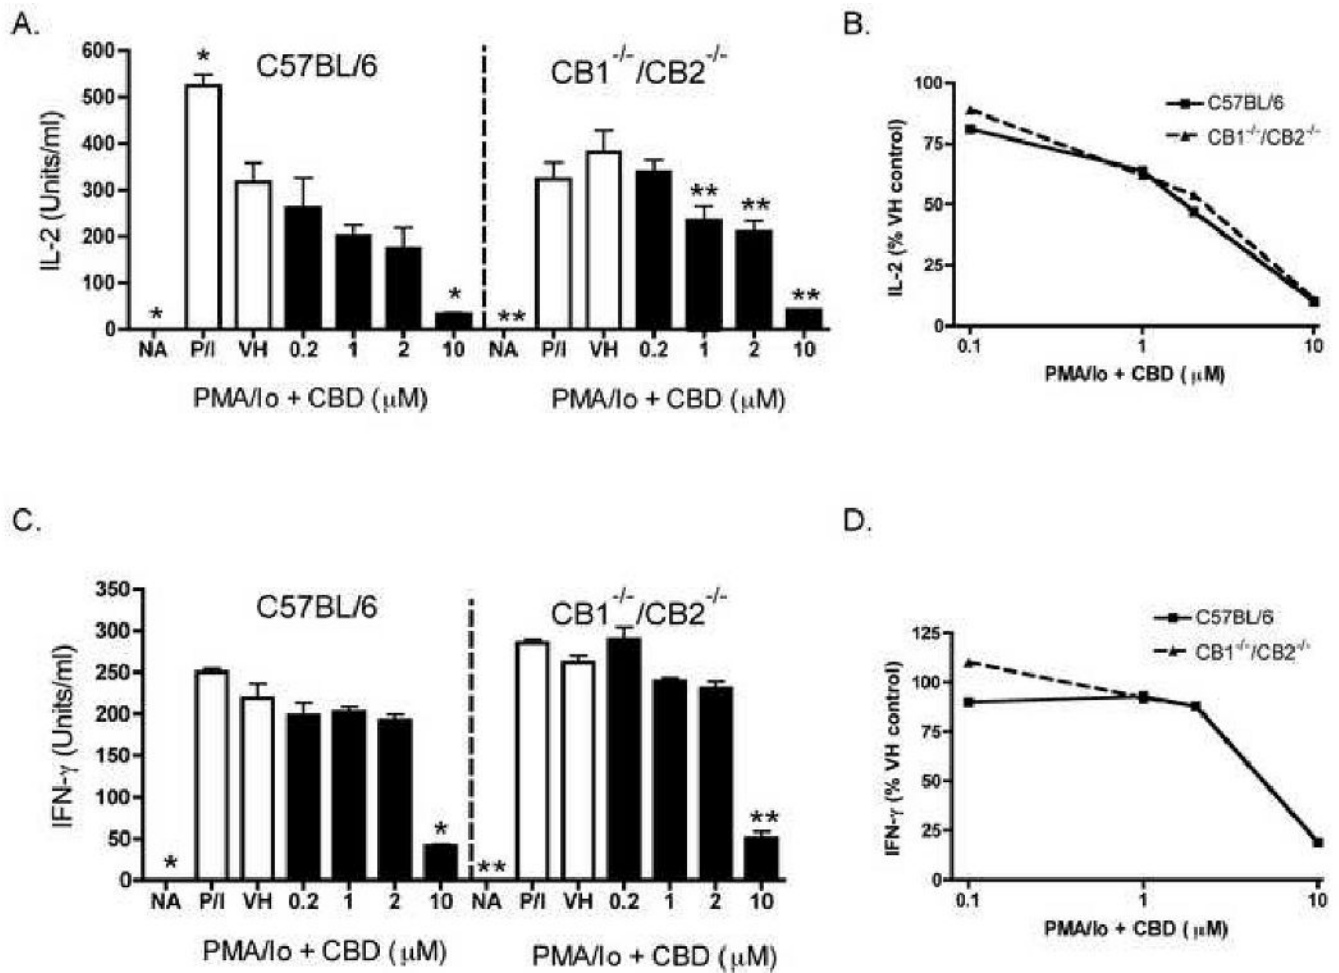 A.
C57BL/6
CB1-/-/CB2-/-
IL-2 (Units/ml)
600
500
400
300
200
100
0
*
*
*
**
**
**
**
NA P/I VH 0.2 1 2 10 NA P/I VH 0.2 1 2 10
PMA/Io + CBD (μM) PMA/Io + CBD (μM)
B.
C57BL/6
CB1-/-/CB2-/-
IL-2 (% VH control)
100
75
50
25
0
0.1 1 10
PMA/Io + CBD (μM)
C.
C57BL/6
CB1-/-/CB2-/-
IFN-γ (Units/ml)
350
300
250
200
150
100
50
0
*
*
**
**
NA P/I VH 0.2 1 2 10 NA P/I VH 0.2 1 2 10
PMA/Io + CBD (μM) PMA/Io + CBD (μM)
D.
C57BL/6
CB1-/-/CB2-/-
IFN-γ (% VH control)
125
100
75
50
25
0
0.1 1 10
PMA/Io + CBD (μM)